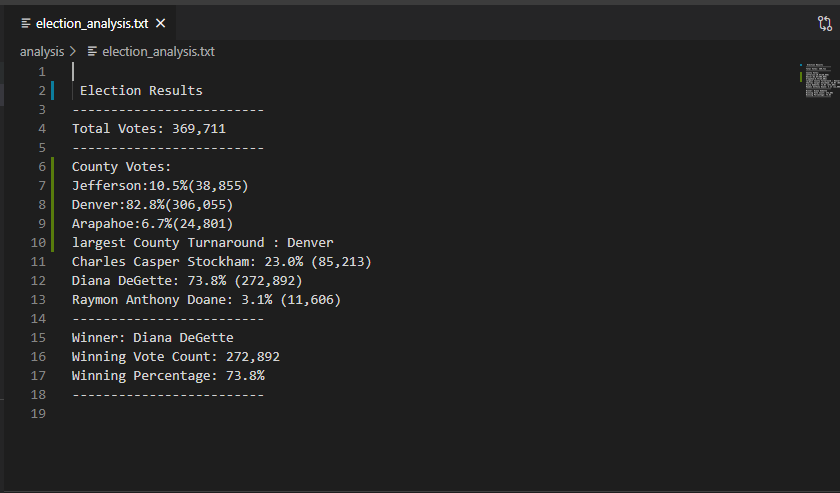 election_analysis.txt
analysis > election_analysis.txt
1
2 Election Results
3 -------------------------
4 Total Votes: 369,711
5 -------------------------
6 County Votes:
7 Jefferson:10.5%(38,855)
8 Denver:82.8%(306,055)
9 Arapahoe:6.7%(24,801)
10 largest County Turnaround : Denver
11 Charles Casper Stockham: 23.0% (85,213)
12 Diana DeGette: 73.8% (272,892)
13 Raymon Anthony Doane: 3.1% (11,606)
14 -------------------------
15 Winner: Diana DeGette
16 Winning Vote Count: 272,892
17 Winning Percentage: 73.8%
18 -------------------------
19